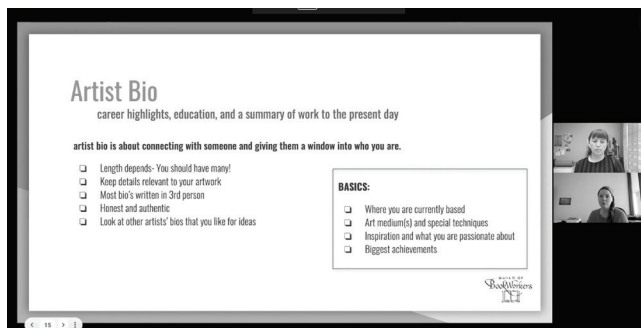 Artist Bio
career highlights, education, and a summary of work to the present day
artist bio is about connecting with someone and giving them a window into who you are.
Length depends- You should have many!
Keep details relevant to your artwork
Most bio's written in 3rd person
Honest and authentic
Look at other artists' bios that you like for ideas
BASICS:
Where you are currently based
Art medium(s) and special techniques
Inspiration and what you are passionate about
Biggest achievements
GUILD OF
BookWorkers
15